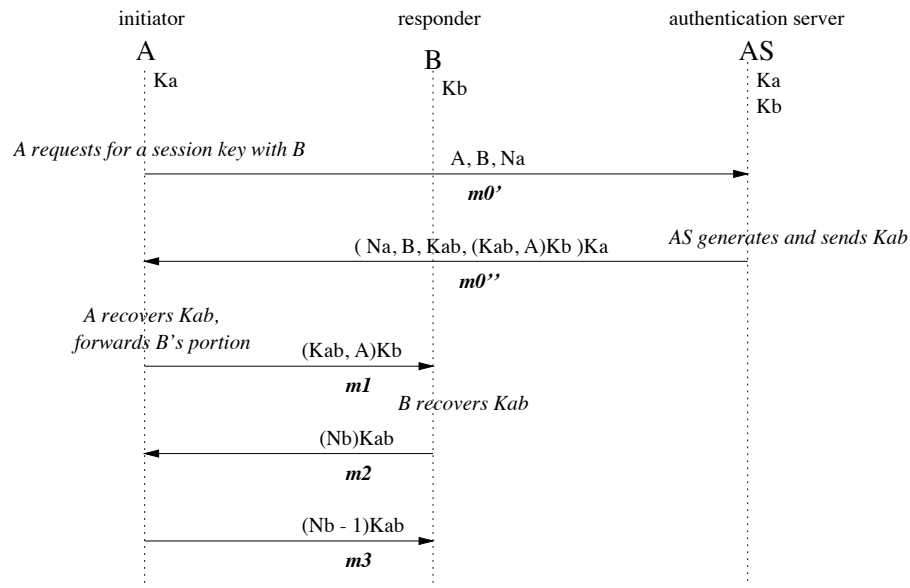 initiator
responder
authentication server
A
B
AS
Ka
Kb
Ka
Kb
A requests for a session key with B
A, B, Na
m0'
AS generates and sends Kab
( Na, B, Kab, (Kab, A)Kb )Ka
m0''
A recovers Kab,
forwards B's portion
(Kab, A)Kb
m1
B recovers Kab
(Nb)Kab
m2
(Nb - 1)Kab
m3